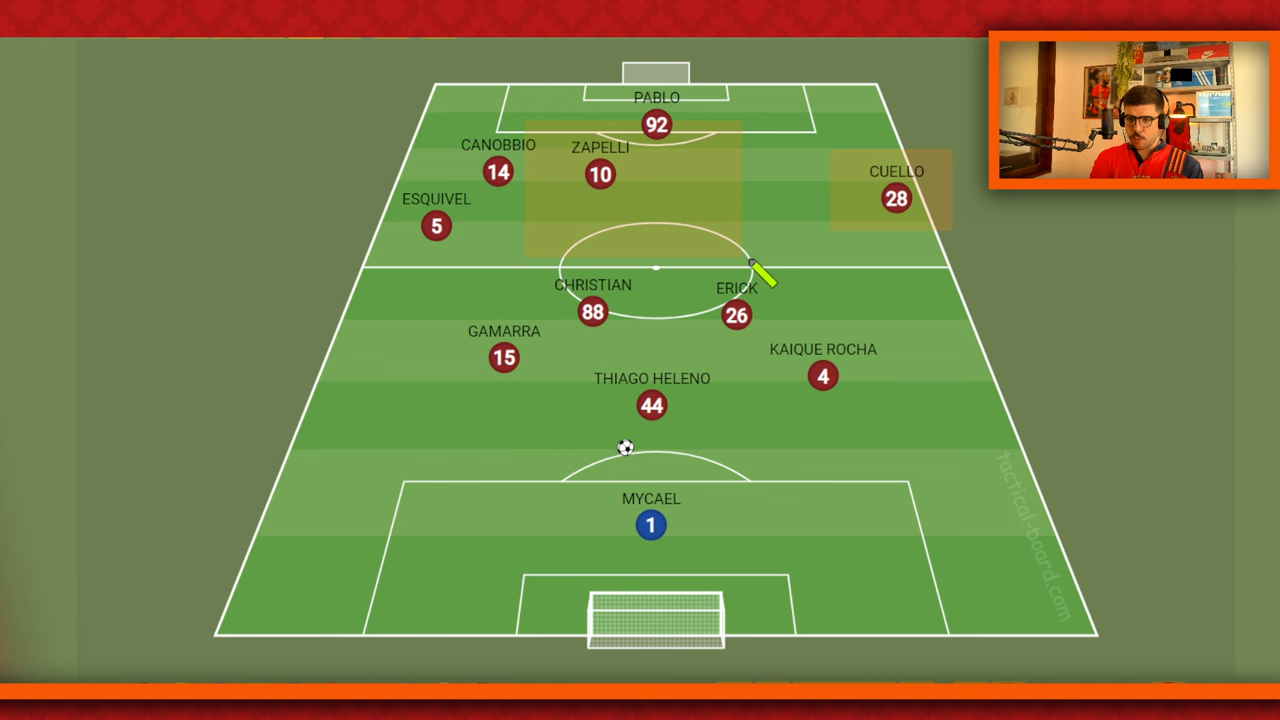 PABLO
92
CANOBBIO
14
ZAPELLI
10
CUELLO
28
ESQUIVEL
5
CHRISTIAN
88
ERICK
26
GAMARRA
15
KAIQUE ROCHA
4
THIAGO HELENO
44
MYCAEL
1
tactical-board.com